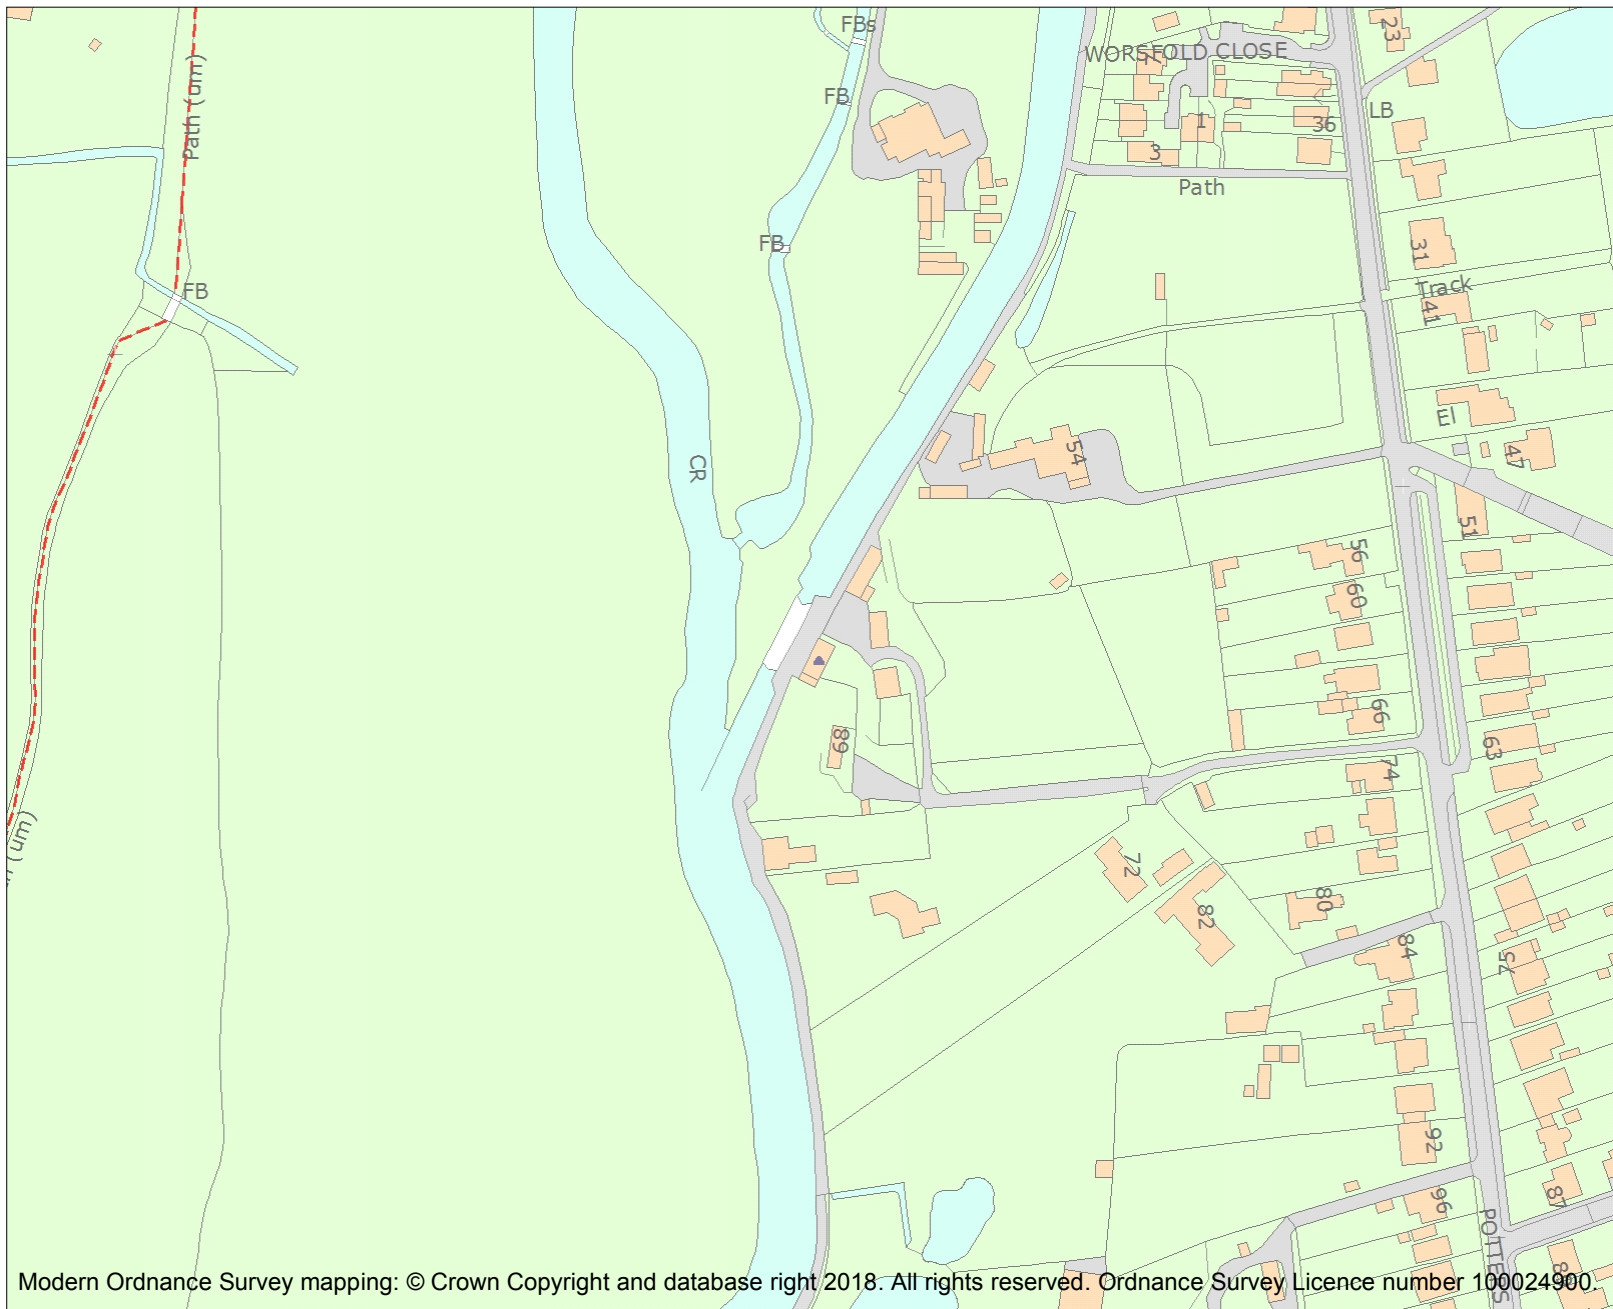 FBs
23
WORSFOLD CLOSE
7
Path (um)
FB
LB
1
36
3
Path
FB
31
Track
FB
41
El
54
47
CR
51
56
60
66
63
89
74
72
80
82
84
92
96
87
POTTERS
Modern Ordnance Survey mapping: © Crown Copyright and database right 2018. All rights reserved. Ordnance Survey Licence number 100024900.